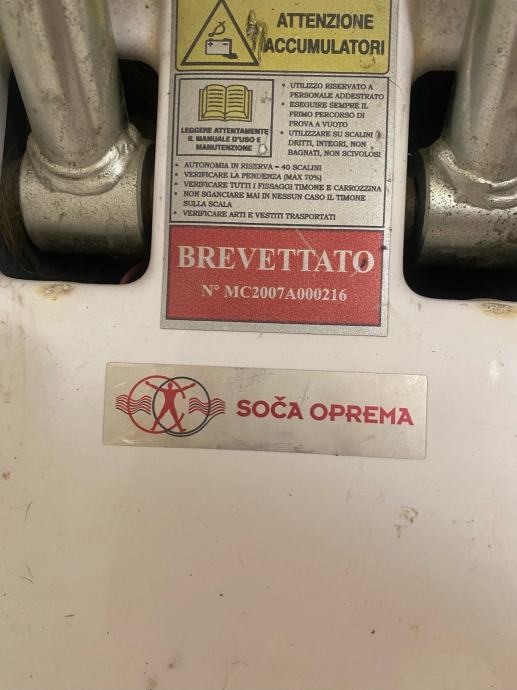 ATTENZIONE
ACCUMULATORI
LEGGERE ATTENTAMENTE
IL MANUALE D'USO E
MANUTENZIONE
• UTILIZZO RISERVATO A
PERSONALE ADDESTRATO
• ESEGUIRE SEMPRE IL
PRIMO PERCORSO DI
PROVA A VUOTO
• UTILIZZARE SU SCALINI
DRITTI, INTEGRI, NON
BAGNATI, NON SCIVOLOSI
• AUTONOMIA IN RISERVA = 40 SCALINI
• VERIFICARE LA PENDENZA (MAX 70%)
• VERIFICARE TUTTI I FISSAGGI TIMONE E CARROZZINA
• NON SGANCIARE MAI IN NESSUN CASO IL TIMONE
SULLA SCALA
• VERIFICARE ARTI E VESTITI TRASPORTATI
BREVETTATO
N° MC2007A000216
SOČA OPREMA